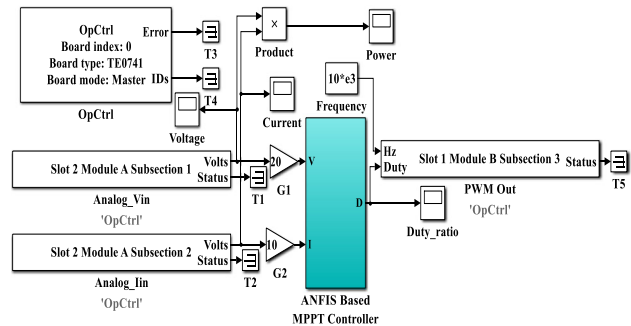 OpCtrl
Board index: 0
Board type: TE0741
Board mode: Master
Error
IDs
OpCtrl
T3
T4
x
Product
Power
Voltage
Current
10*e3
Frequency
Slot 2 Module A Subsection 1
Volts
Status
Analog_Vin
'OpCtrl'
T1
20
G1
V
I
D
ANFIS Based
MPPT Controller
Hz
Duty
Slot 1 Module B Subsection 3
Status
PWM Out
'OpCtrl'
T5
Duty_ratio
Slot 2 Module A Subsection 2
Volts
Status
Analog_Iin
'OpCtrl'
T2
10
G2